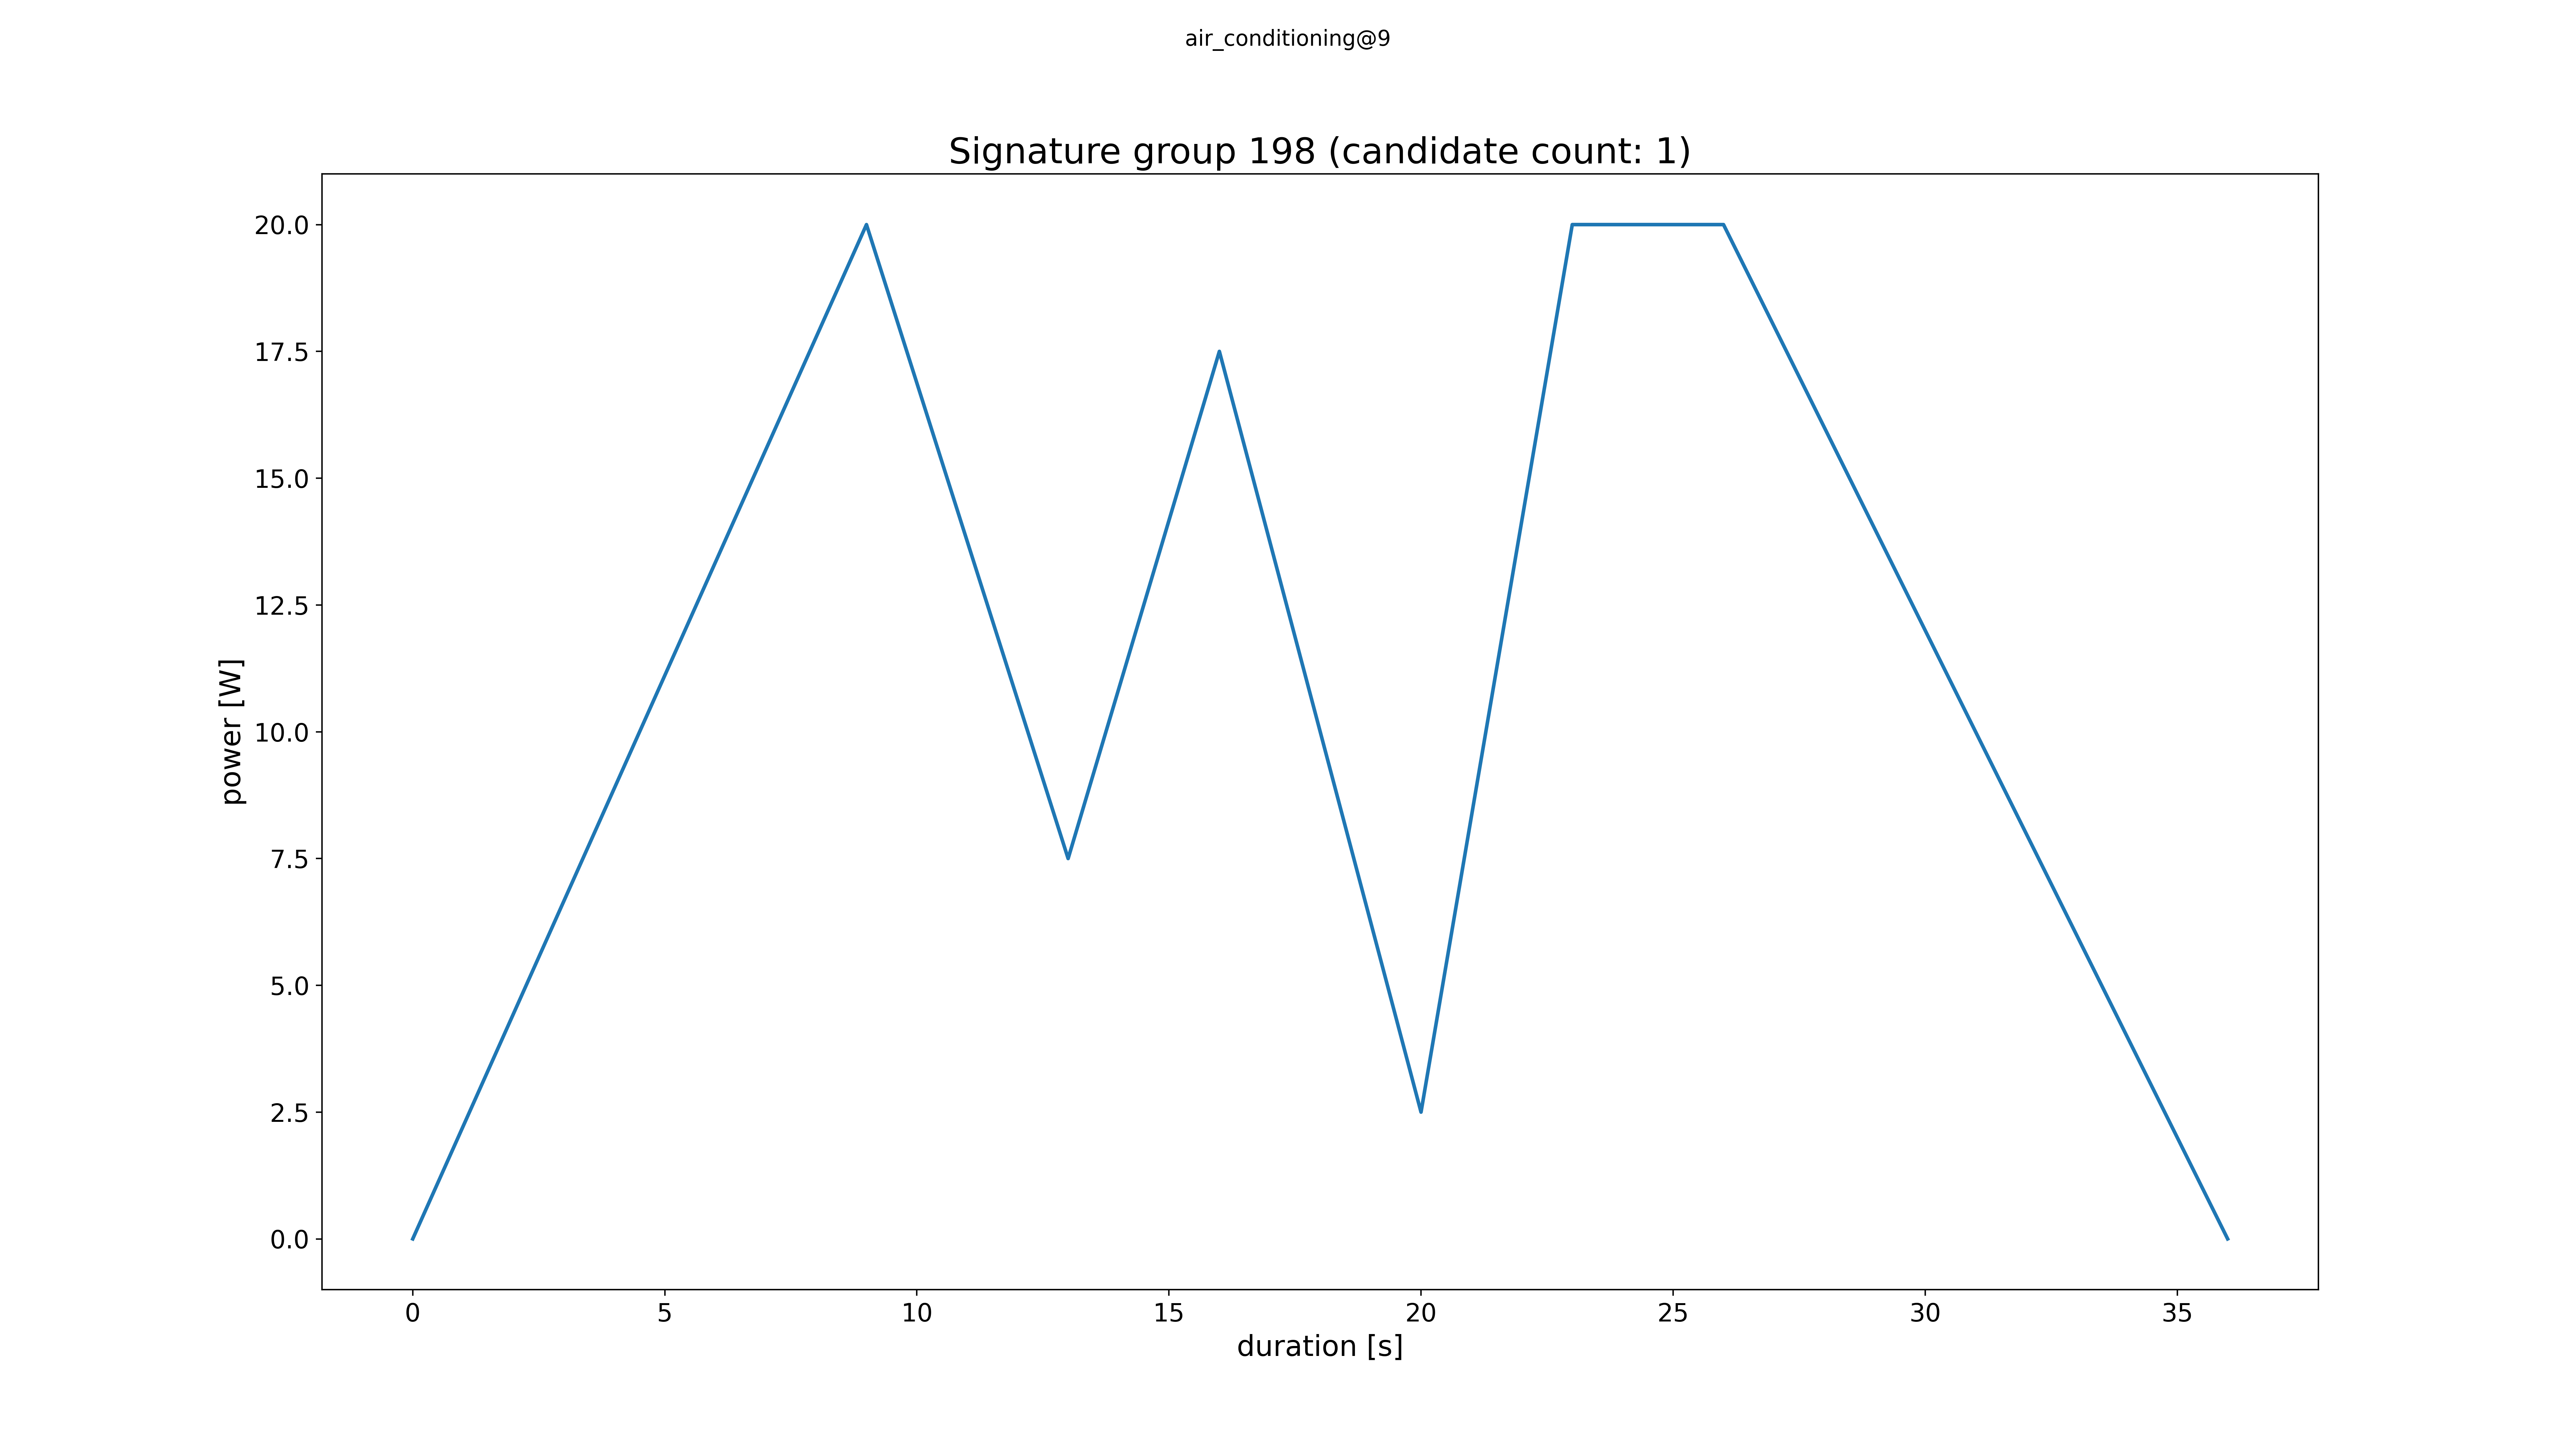 air_conditioning@9
Signature group 198 (candidate count: 1)
20.0
17.5
15.0
12.5
10.0
7.5
5.0
2.5
0.0
power [W]
0 5 10 15 20 25 30 35
duration [s]